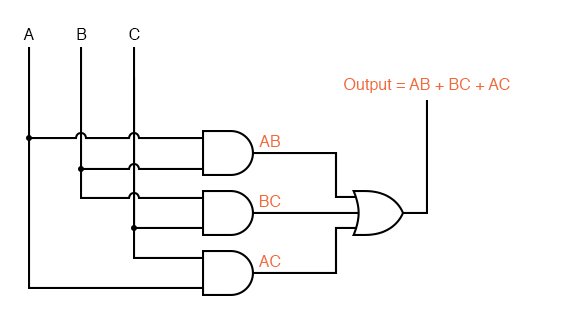 A B C
Output = AB + BC + AC
AB
BC
AC